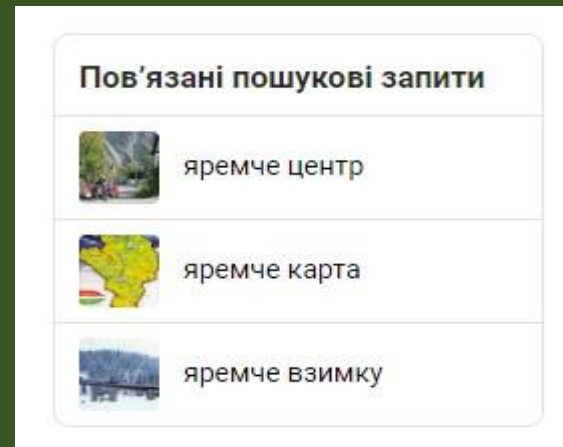 Пов’язані пошукові запити
яремче центр
яремче карта
яремче взимку